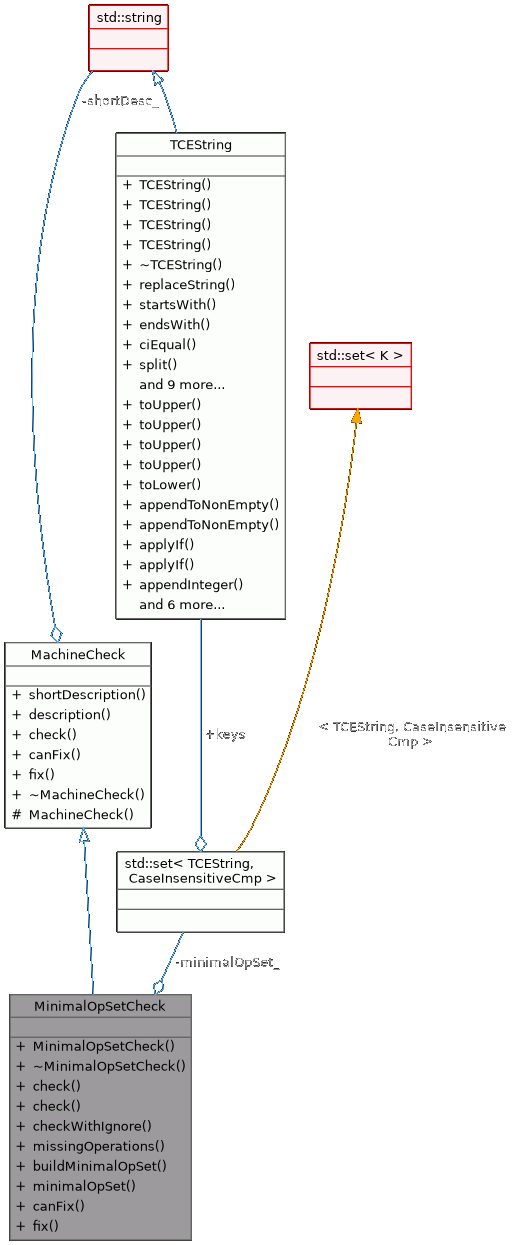 std::string
-shortDesc_
TCEString
+ TCEString()
+ TCEString()
+ TCEString()
+ TCEString()
+ ~TCEString()
+ replaceString()
+ startsWith()
+ endsWith()
+ ciEqual()
+ split()
and 9 more...
+ toUpper()
+ toUpper()
+ toUpper()
+ toUpper()
+ toLower()
+ appendToNonEmpty()
+ appendToNonEmpty()
+ applyIf()
+ applyIf()
+ appendInteger()
and 6 more...
std::set< K >
MachineCheck
+ shortDescription()
+ description()
+ check()
+ canFix()
+ fix()
+ ~MachineCheck()
# MachineCheck()
+keys
< TCEString, CaseInsensitive
Cmp >
std::set< TCEString,
CaseInsensitiveCmp >
-minimalOpSet_
MinimalOpSetCheck
+ MinimalOpSetCheck()
+ ~MinimalOpSetCheck()
+ check()
+ check()
+ checkWithIgnore()
+ missingOperations()
+ buildMinimalOpSet()
+ minimalOpSet()
+ canFix()
+ fix()